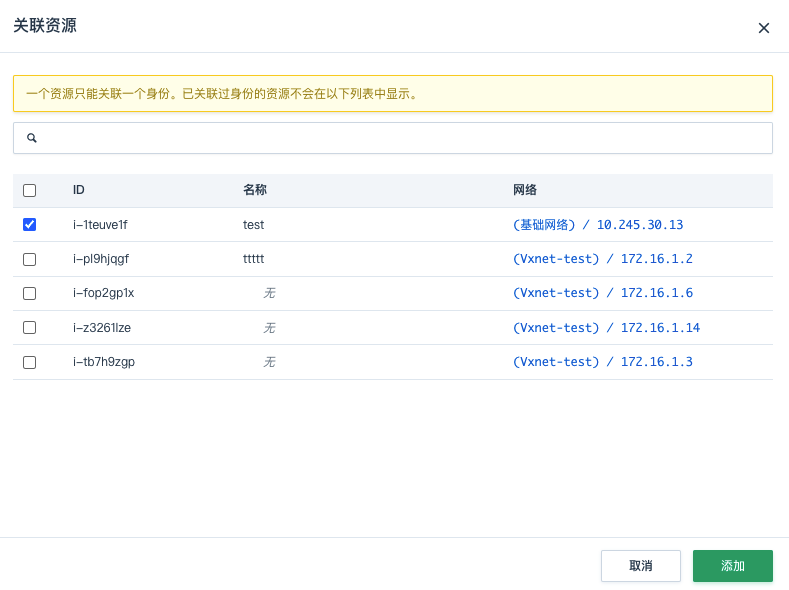 关联资源
一个资源只能关联一个身份。已关联过身份的资源不会在以下列表中显示。
ID 名称 网络
i-1teuve1f test (基础网络) / 10.245.30.13
i-pl9hjqgf ttttt (Vxnet-test) / 172.16.1.2
i-fop2gp1x 无 (Vxnet-test) / 172.16.1.6
i-z3261lze 无 (Vxnet-test) / 172.16.1.14
i-tb7h9zgp 无 (Vxnet-test) / 172.16.1.3
取消 添加